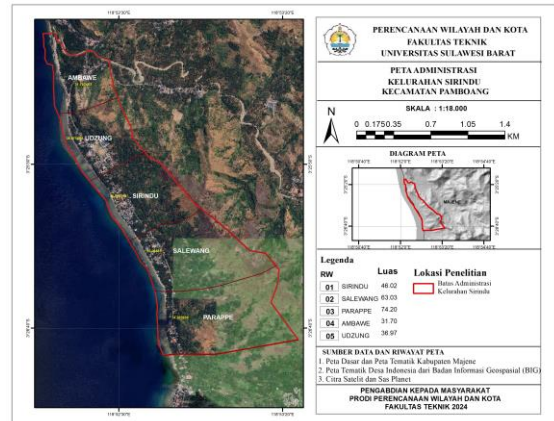 PERENCANAAN WILAYAH DAN KOTA
FAKULTAS TEKNIK
UNIVERSITAS SULAWESI BARAT
PETA ADMINISTRASI
KELURAHAN SIRINDU
KECAMATAN PAMBOANG
SKALA : 1:18.000
N
0 0.175 0.35 0.7 1.05 1.4
KM
DIAGRAM PETA
MAJENE
Legenda
RW Luas Lokasi Penelitian
01 SIRINDU 46.02
02 SALEWANG 63.03
03 PARAPPE 74.20
04 AMBAWE 31.70
05 UDZUNG 36.97
Batas Administrasi
Kelurahan Sirindu
SUMBER DATA DAN RIWAYAT PETA
1. Peta Dasar dan Peta Tematik Kabupaten Majene
2. Peta Tematik Desa Indonesia dari Badan Informasi Geospasial (BIG)
3. Citra Satelit dan Sas Planet
PENGABDIAN KEPADA MASYARAKAT
PRODI PERENCANAAN WILAYAH DAN KOTA
FAKULTAS TEKNIK 2024
AMBAWE
UDZUNG
SIRINDU
SALEWANG
PARAPPE